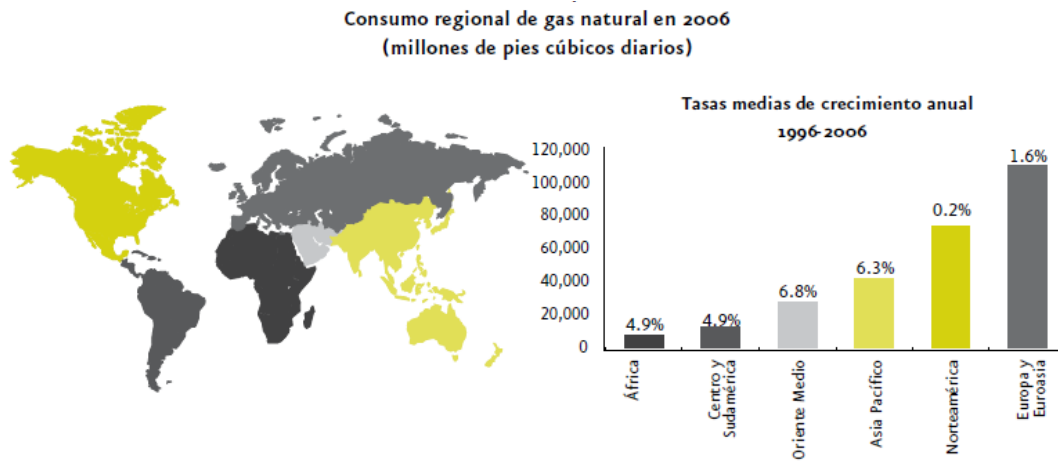 Consumo regional de gas natural en 2006
(millones de pies cúbicos diarios)
Tasas medias de crecimiento anual
1996-2006
120,000
100,000
80,000
60,000
40,000
20,000
0
4.9%
4.9%
6.8%
6.3%
0.2%
1.6%
África
Centro y
Sudamérica
Oriente Medio
Asia Pacífico
Norteamérica
Europa y
Euroasia